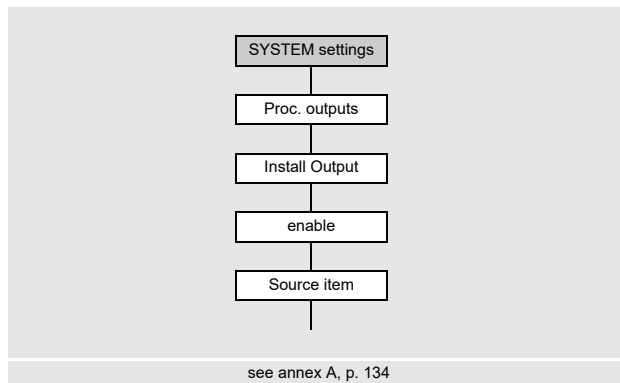 SYSTEM settings
Proc. outputs
Install Output
enable
Source item
see annex A, p. 134